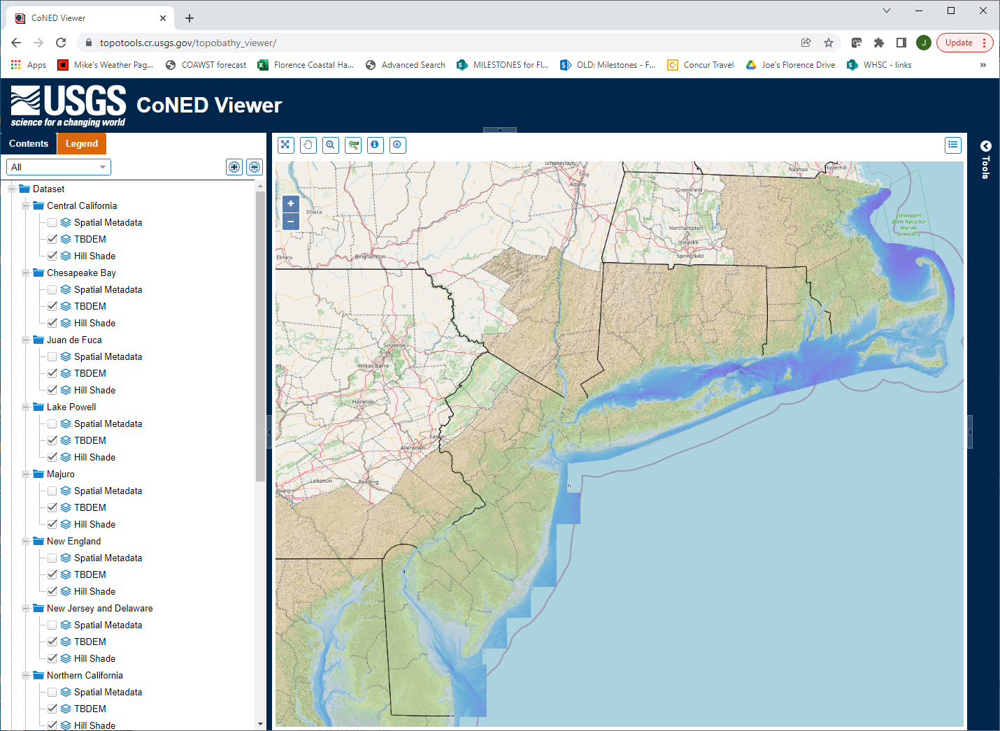 CoNED Viewer
topotools.cr.usgs.gov/topobathy_viewer/
J
Update
Apps
Mike's Weather Pag...
COAWST forecast
Florence Coastal Ha...
Advanced Search
MILESTONES for Fl...
OLD: Milestones - F...
Concur Travel
Joe's Florence Drive
WHSC - links
»
USGS
science for a changing world
CoNED Viewer
Contents
Legend
All
Dataset
Central California
Spatial Metadata
TBDEM
Hill Shade
Chesapeake Bay
Spatial Metadata
TBDEM
Hill Shade
Juan de Fuca
Spatial Metadata
TBDEM
Hill Shade
Lake Powell
Spatial Metadata
TBDEM
Hill Shade
Majuro
Spatial Metadata
TBDEM
Hill Shade
New England
Spatial Metadata
TBDEM
Hill Shade
New Jersey and Delaware
Spatial Metadata
TBDEM
Hill Shade
Northern California
Spatial Metadata
TBDEM
Hill Shade
Tools
+
−
Schenectady
Troy
Albany
Nashua
Haverhill
Greenfield
Ithaca
Stellwagen
Bank National
Marine
Sanctuary
Northampton
Holyoke
Springfield
Elmira
Binghamton
Scranton
Wilkes-Barre
ort
Hazleton
Easton
Allentown
Lebanon
Reading
sburg
h